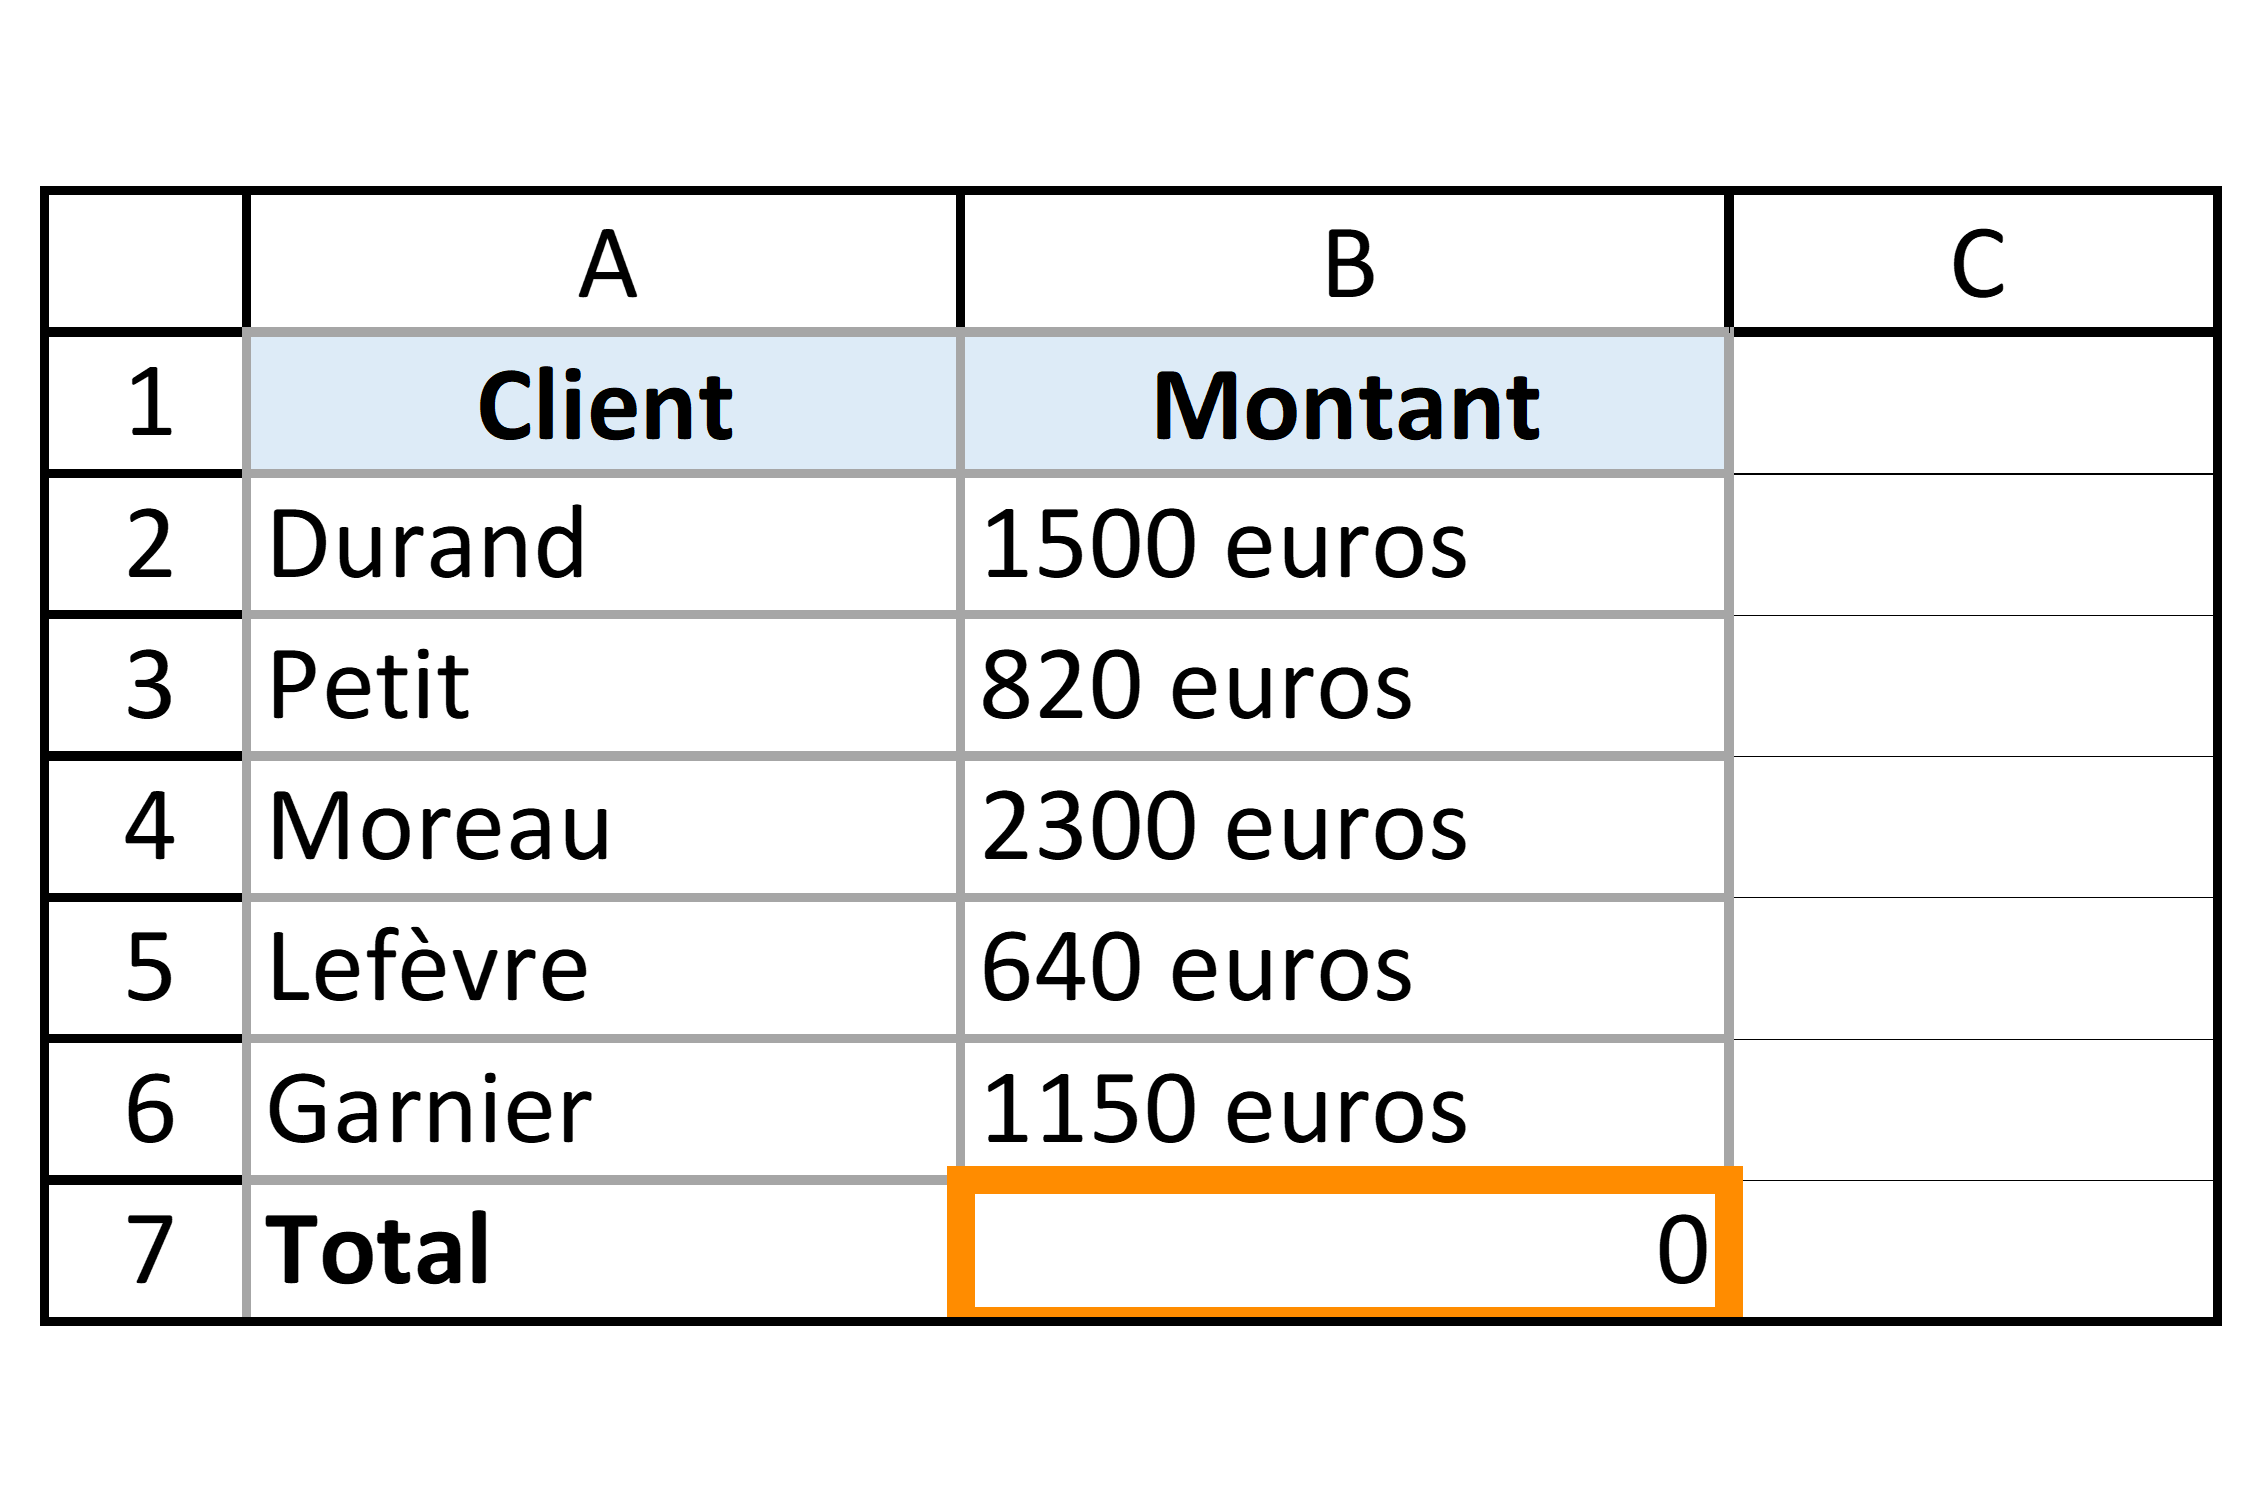 A B C
1 Client Montant
2 Durand 1500 euros
3 Petit 820 euros
4 Moreau 2300 euros
5 Lefèvre 640 euros
6 Garnier 1150 euros
7 Total 0